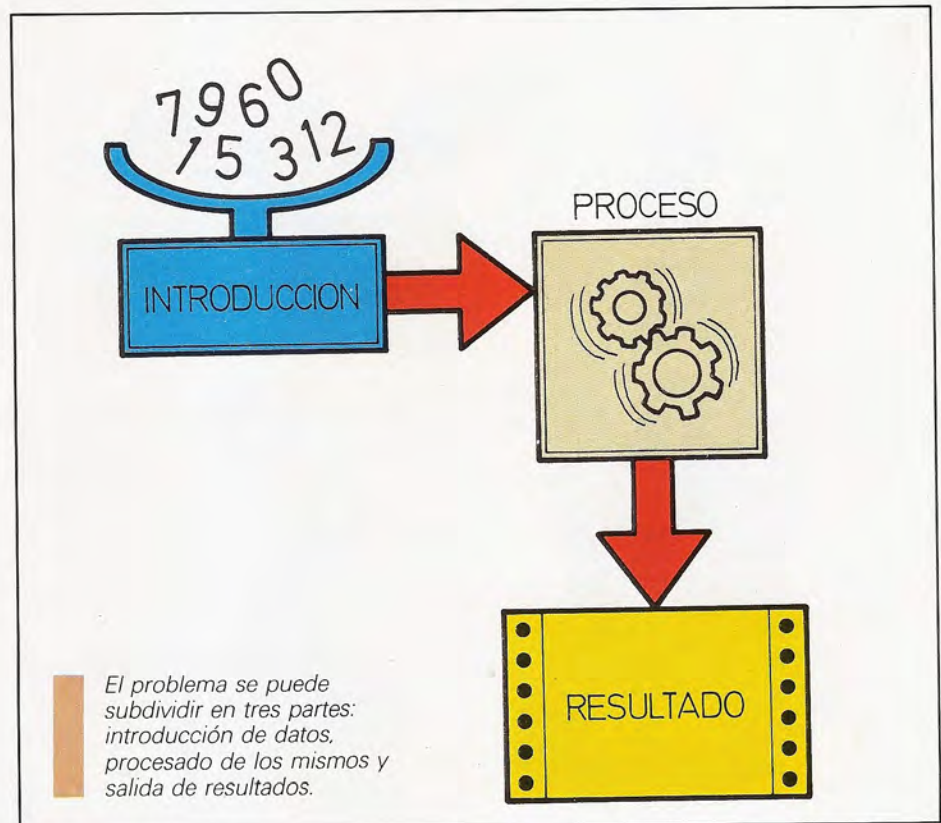 7960
15 312
PROCESO
INTRODUCCION
RESULTADO
El problema se puede
subdividir en tres partes:
introducción de datos,
procesado de los mismos y
salida de resultados.